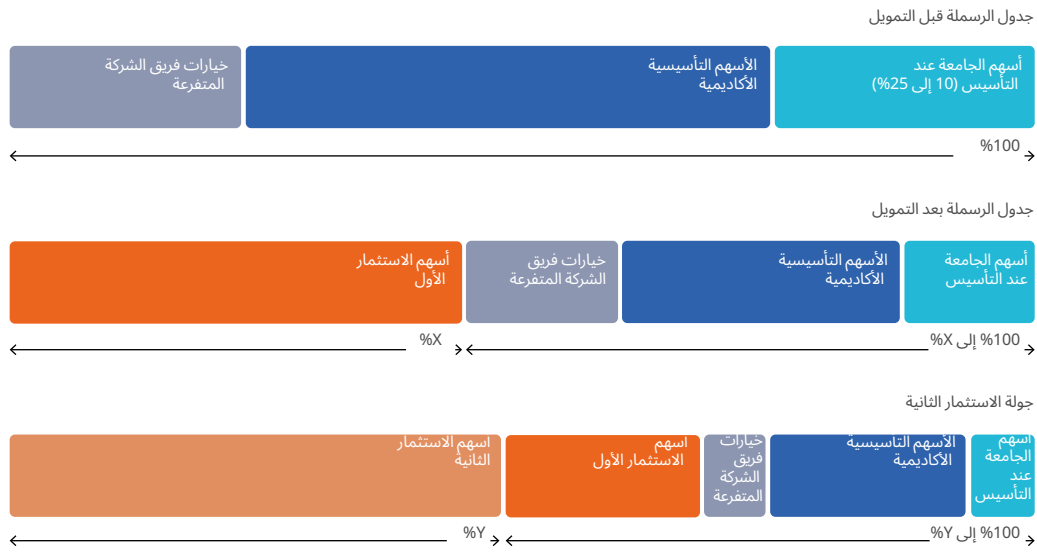 جدول الرسملة قبل التمويل
أسهم الجامعة عند
التأسيس (10 إلى 25%)
الأسهم التأسيسية
الأكاديمية
خيارات فريق الشركة
المتفرعة
%100
جدول الرسملة بعد التمويل
أسهم الجامعة
عند التأسيس
الأسهم التأسيسية
الأكاديمية
خيارات فريق
الشركة المتفرعة
أسهم الاستثمار
الأول
%100 إلى X%
%X
جولة الاستثمار الثانية
أسهم
الجامعة
عند
التأسيس
الأسهم التأسيسية
الأكاديمية
خيارات
فريق
الشركة
المتفرعة
أسهم
الاستثمار الأول
أسهم الاستثمار
الثانية
%100 إلى Y%
%Y